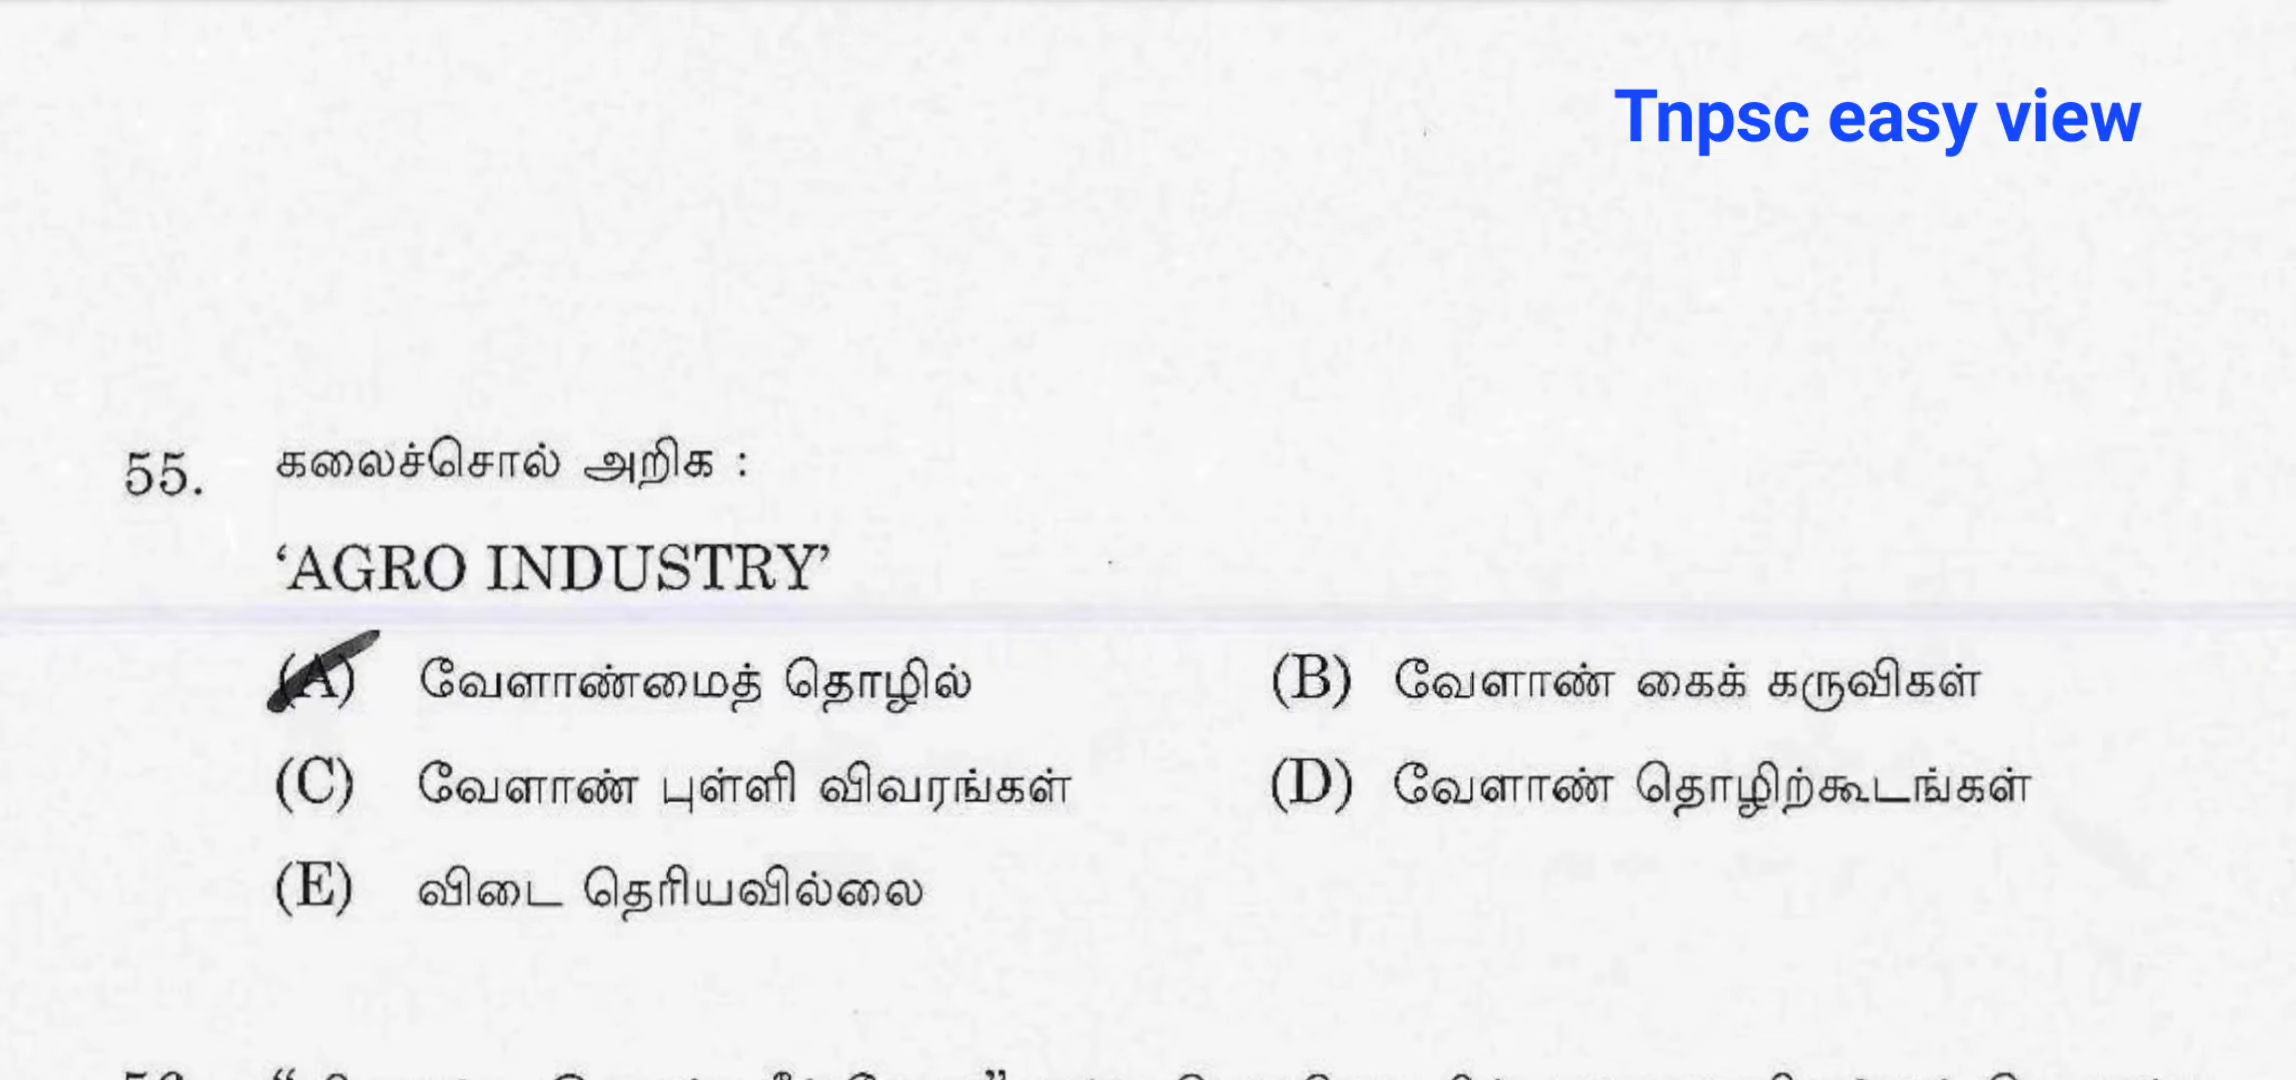 Tnpsc easy view
55. கலைச்சொல் அறிக :
‘AGRO INDUSTRY’
(A) வேளாண்மைத் தொழில் (B) வேளாண் கைக் கருவிகள்
(C) வேளாண் புள்ளி விவரங்கள் (D) வேளாண் தொழிற்கூடங்கள்
(E) விடை தெரியவில்லை